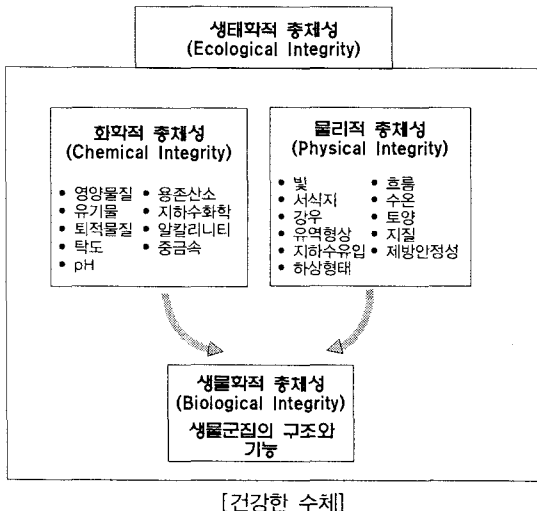 생태학적 총체성
(Ecological Integrity)
화학적 총체성
(Chemical Integrity)
• 영양물질
• 유기물
• 퇴적물질
• 탁도
• pH
• 용존산소
• 지하수화학
• 알칼리니티
• 중금속
물리적 총체성
(Physical Integrity)
• 빛
• 서식지
• 강우
• 유역형상
• 지하수유입
• 하상형태
• 흐름
• 수온
• 토양
• 지질
• 제방안정성
생물학적 총체성
(Biological Integrity)
생물군집의 구조와
기능
[건강한 수체]